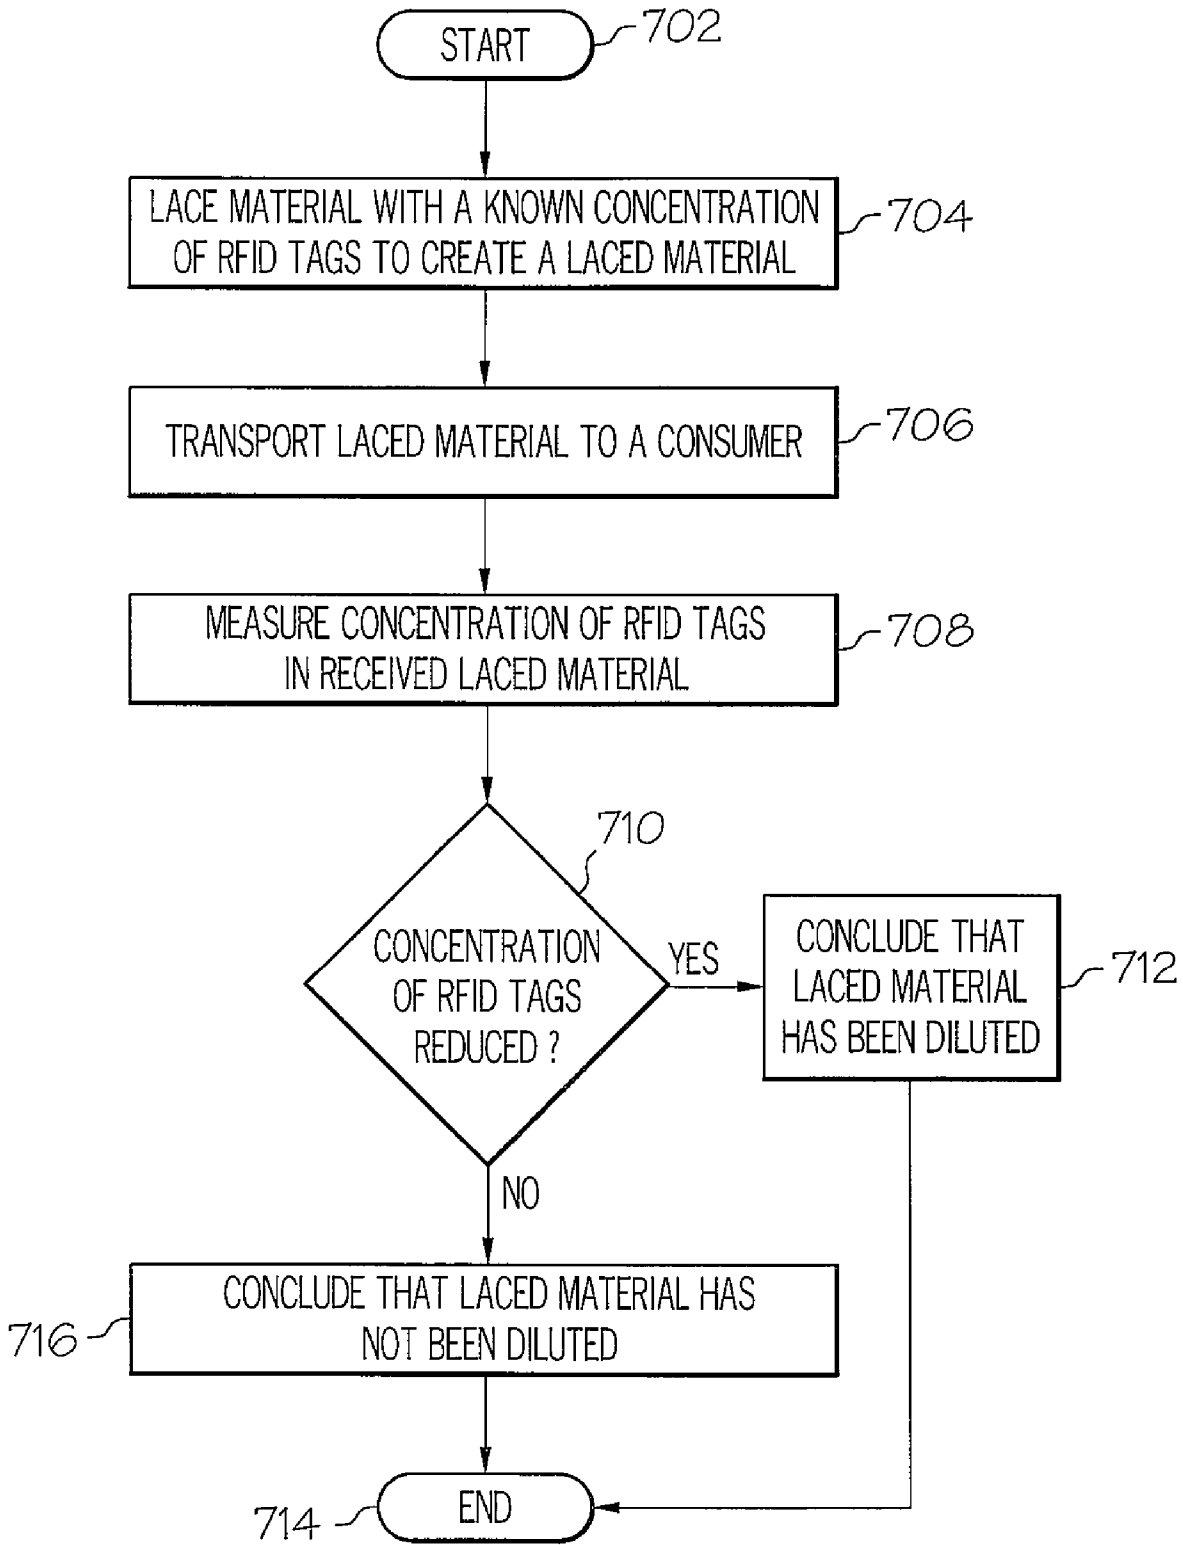 START
702
LACE MATERIAL WITH A KNOWN CONCENTRATION
OF RFID TAGS TO CREATE A LACED MATERIAL
704
TRANSPORT LACED MATERIAL TO A CONSUMER
706
MEASURE CONCENTRATION OF RFID TAGS
IN RECEIVED LACED MATERIAL
708
710
CONCENTRATION
OF RFID TAGS
REDUCED ?
YES
CONCLUDE THAT
LACED MATERIAL
HAS BEEN DILUTED
712
NO
CONCLUDE THAT LACED MATERIAL HAS
NOT BEEN DILUTED
716
END
714